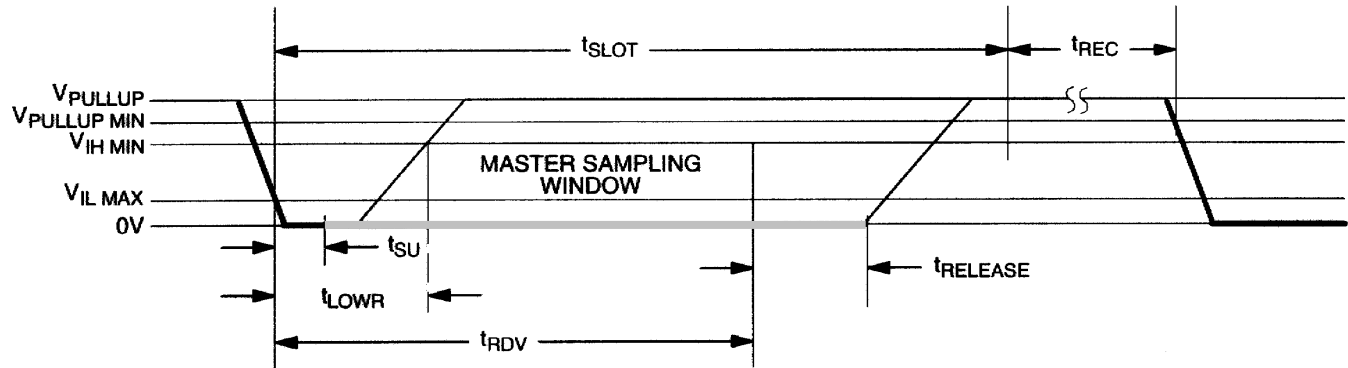 tSLOT
tREC
VPULLUP
VPULLUP MIN
VIH MIN
MASTER SAMPLING
WINDOW
VIL MAX
0V
tSU
tRELEASE
tLOWR
tRDV